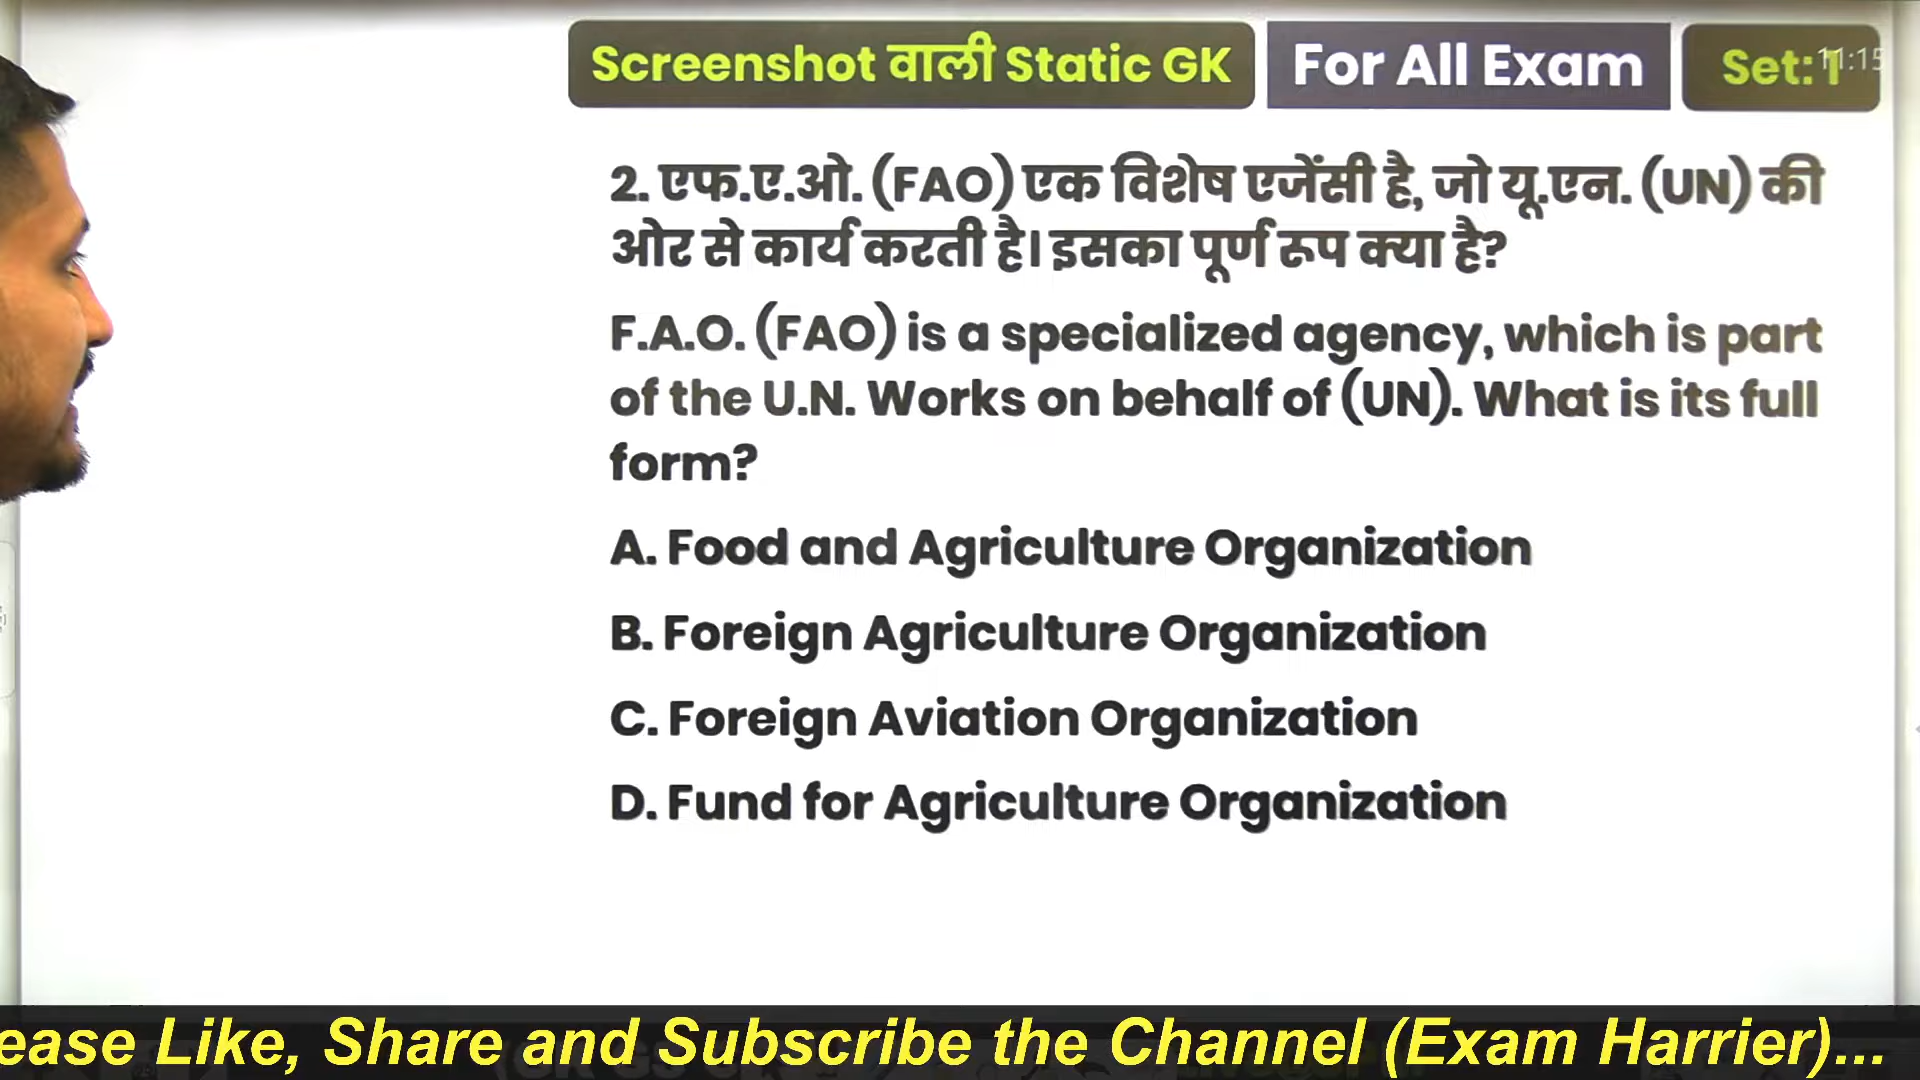 Screenshot वाली Static GK For All Exam Set: 1 11:15
2. एफ.ए.ओ. (FAO) एक विशेष एजेंसी है, जो यू.एन. (UN) की
ओर से कार्य करती है। इसका पूर्ण रूप क्या है?
F.A.O. (FAO) is a specialized agency, which is part
of the U.N. Works on behalf of (UN). What is its full
form?
A. Food and Agriculture Organization
B. Foreign Agriculture Organization
C. Foreign Aviation Organization
D. Fund for Agriculture Organization
ease Like, Share and Subscribe the Channel (Exam Harrier)...